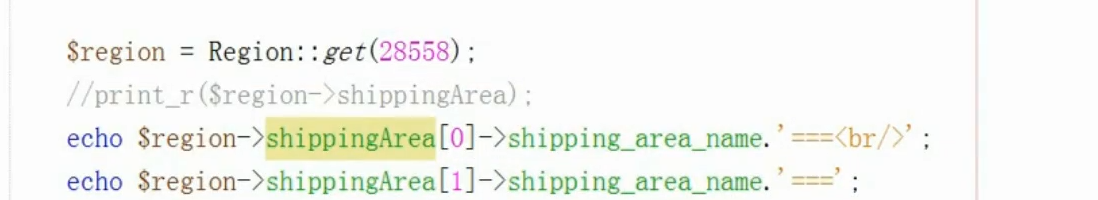 $region = Region::get(28558);
//print_r($region->shippingArea);
echo $region->shippingArea[0]->shipping_area_name.'===<br/>';
echo $region->shippingArea[1]->shipping_area_name.'===';